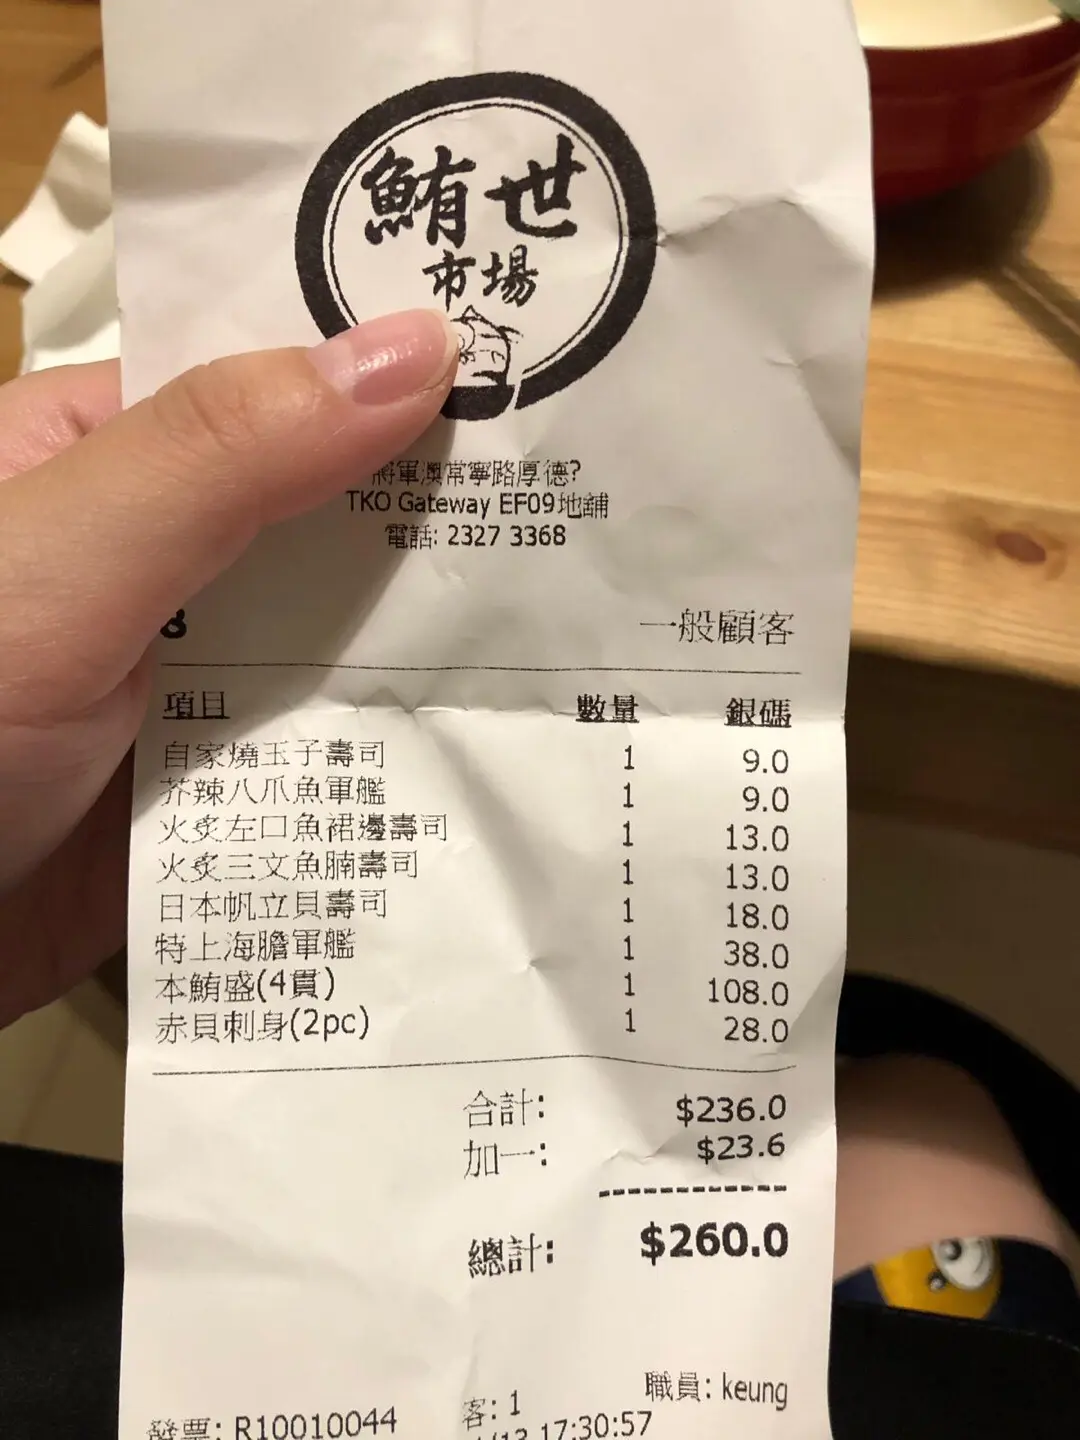 鮪世
市場
將軍澳常寧路厚德?
TKO Gateway EF09地舖
電話: 2327 3368
8 一般顧客
項目 數量 銀碼
自家燒玉子壽司 1 9.0
芥辣八爪魚軍艦 1 9.0
火炙左口魚裙邊壽司 1 13.0
火炙三文魚腩壽司 1 13.0
日本帆立貝壽司 1 18.0
特上海膽軍艦 1 38.0
本鮪盛(4貫) 1 108.0
赤貝刺身(2pc) 1 28.0
合計: $236.0
加一: $23.6
總計: $260.0
職員: keung
發票: R10010044 客: 1
/13 17:30:57